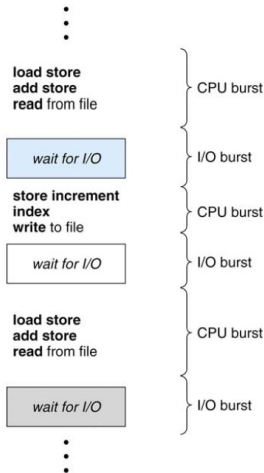 load store
add store
read from file
CPU burst
wait for I/O
I/O burst
store increment
index
write to file
CPU burst
wait for I/O
I/O burst
load store
add store
read from file
CPU burst
wait for I/O
I/O burst